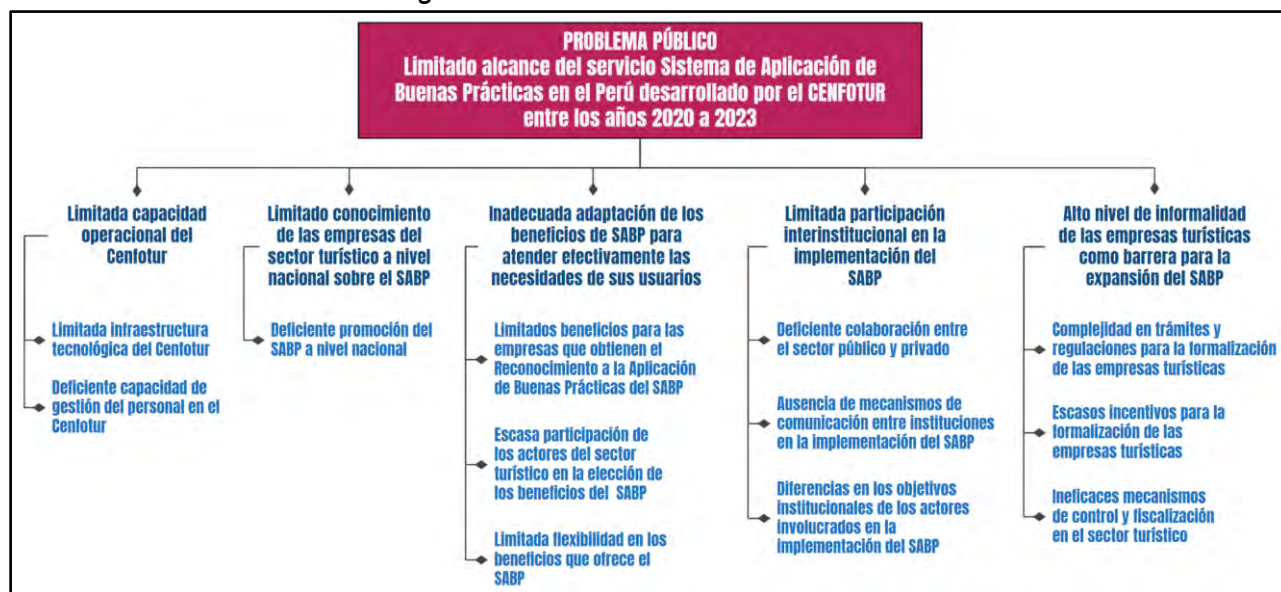 PROBLEMA PÚBLICO
Limitado alcance del servicio Sistema de Aplicación de
Buenas Prácticas en el Perú desarrollado por el CENFOTUR
entre los años 2020 a 2023
Limitada capacidad
operacional del
Cenfotur
Limitada infraestructura
tecnológica del Cenfotur
Deficiente capacidad de
gestión del personal en el
Cenfotur
Limitado conocimiento
de las empresas del
sector turístico a nivel
nacional sobre el SABP
Deficiente promoción del
SABP a nivel nacional
Inadecuada adaptación de los
beneficios de SABP para
atender efectivamente las
necesidades de sus usuarios
Limitados beneficios para las
empresas que obtienen el
Reconocimiento a la Aplicación
de Buenas Prácticas del SABP
Escasa participación de
los actores del sector
turístico en la elección de
los beneficios del SABP
Limitada flexibilidad en los
beneficios que ofrece el
SABP
Limitada participación
interinstitucional en la
implementación del
SABP
Deficiente colaboración entre
el sector público y privado
Ausencia de mecanismos de
comunicación entre instituciones
en la implementación del SABP
Diferencias en los objetivos
institucionales de los actores
involucrados en la
implementación del SABP
Alto nivel de informalidad
de las empresas turísticas
como barrera para la
expansión del SABP
Complejidad en trámites y
regulaciones para la formalización
de las empresas turísticas
Escasos incentivos para la
formalización de las
empresas turísticas
Ineficaces mecanismos
de control y fiscalización
en el sector turístico